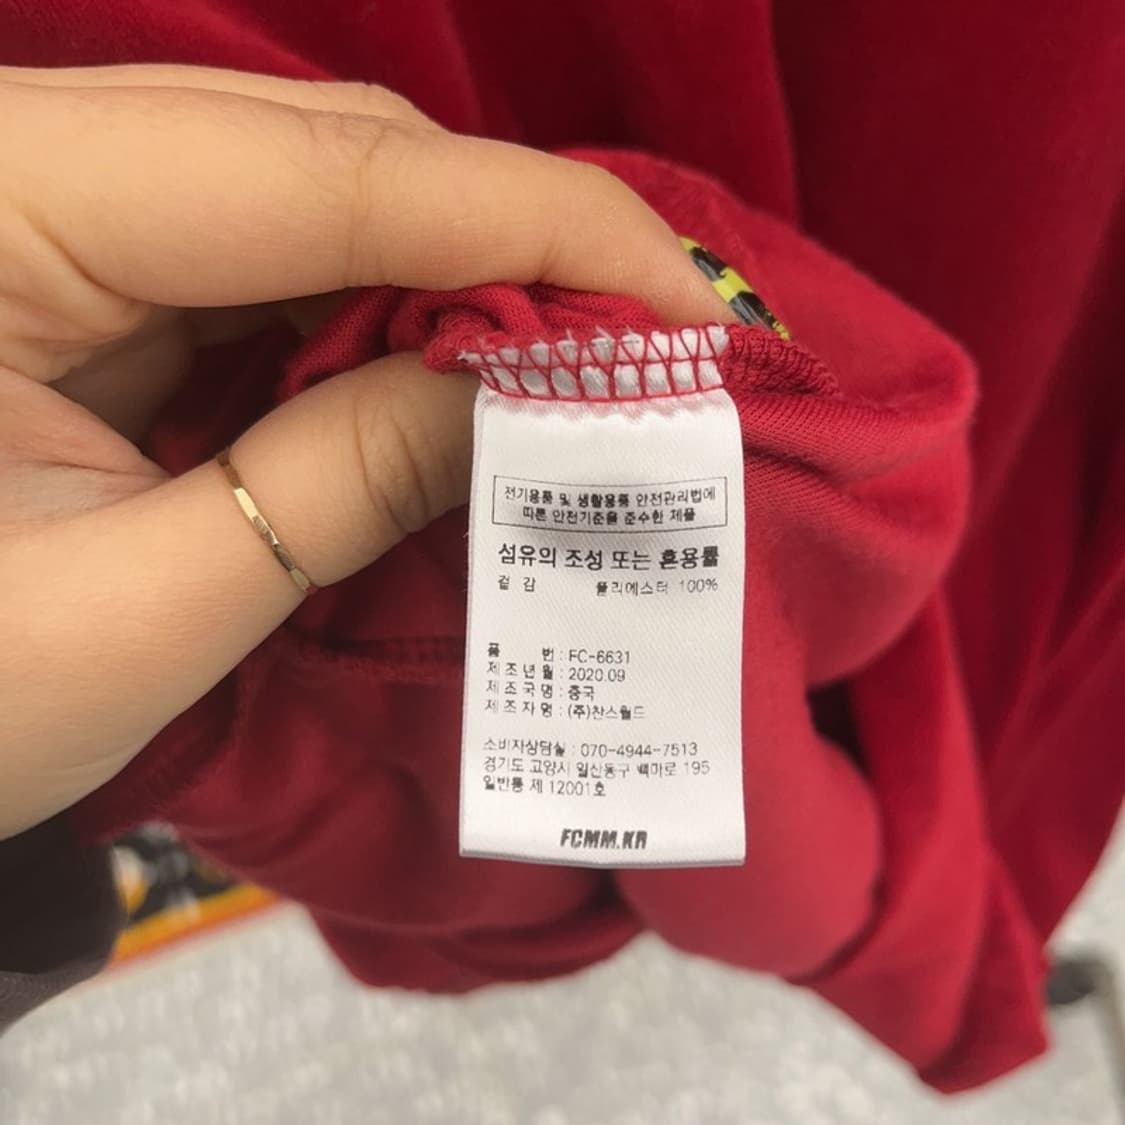 전기용품 및 생활용품 안전관리법에
따른 안전기준을 준수한 제품
섬유의 조성 또는 혼용률
겉 감 폴리에스터 100%
품 번 : FC-6631
제 조 년 월 : 2020.09
제 조 국 명 : 중국
제 조 자 명 : (주)찬스월드
소비자상담실 : 070-4944-7513
경기도 고양시 일산동구 백마로 195
일반동 제 12001호
FCMM.KR